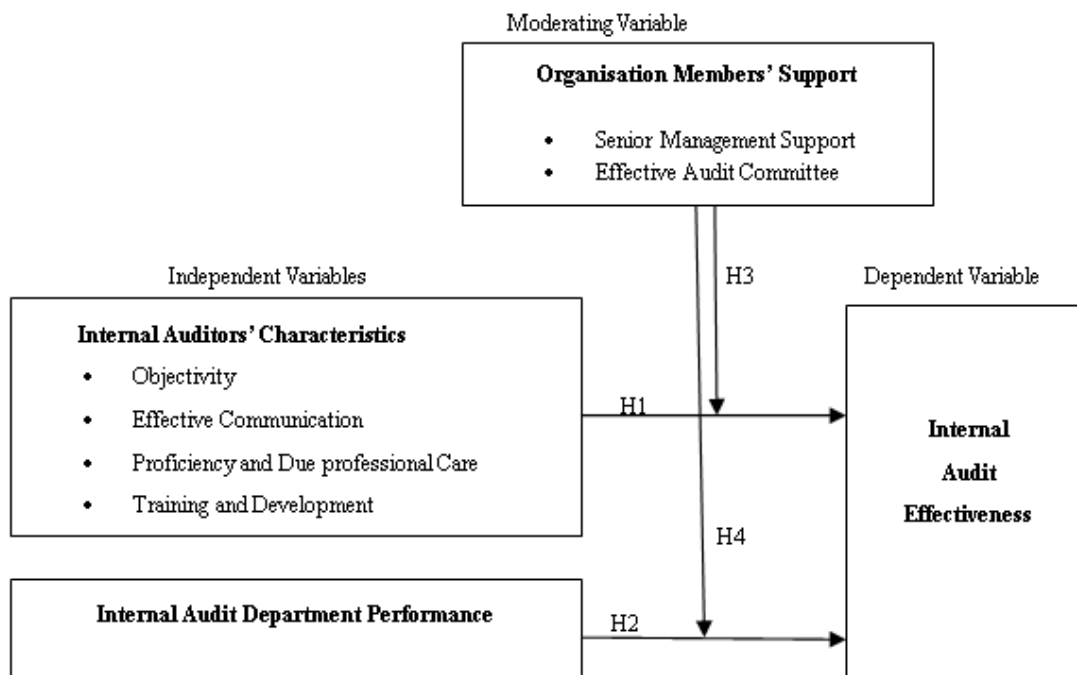 Moderating Variable
Organisation Members’ Support
• Senior Management Support
• Effective Audit Committee
Independent Variables
H3
Dependent Variable
Internal Auditors’ Characteristics
• Objectivity
• Effective Communication
• Proficiency and Due professional Care
• Training and Development
H1
Internal
Audit
Effectiveness
H4
Internal Audit Department Performance
H2